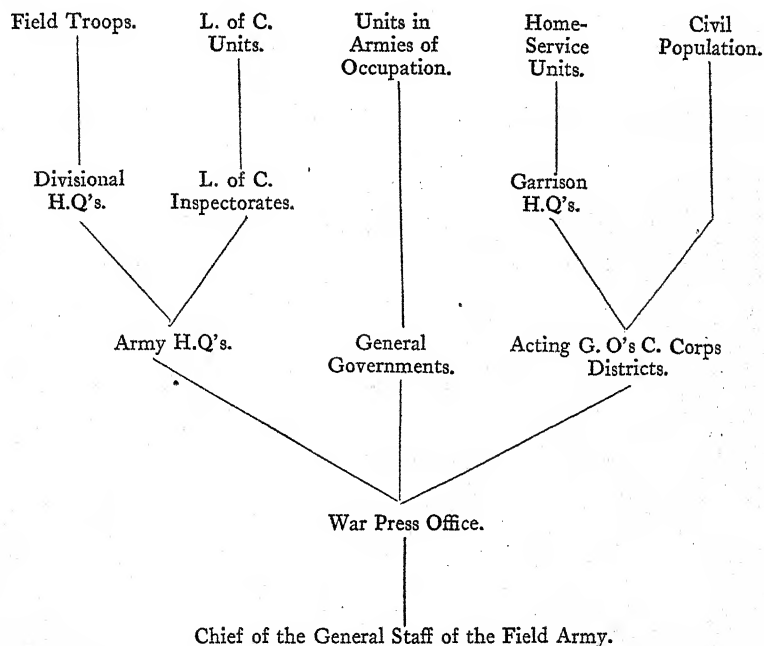 Field Troops.
L. of C.
Units.
Units in
Armies of
Occupation.
Home-
Service
Units.
Civil
Population.
Divisional
H.Q's.
L. of C.
Inspectorates.
Garrison
H.Q's.
Army H.Q's.
General
Governments.
Acting G. O's C. Corps
Districts.
War Press Office.
Chief of the General Staff of the Field Army.